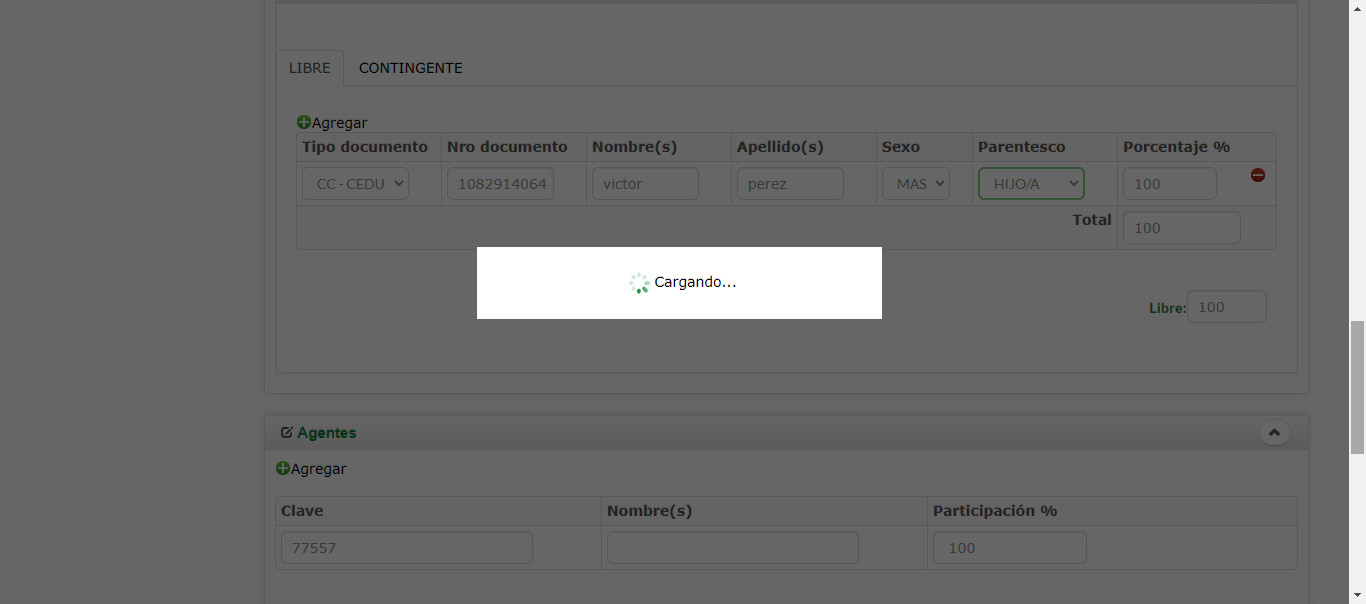 LIBRE CONTINGENTE
Agregar
Tipo documento Nro documento Nombre(s) Apellido(s) Sexo Parentesco Porcentaje %
CC - CEDU 1082914064 victor perez MAS HIJO/A 100
Total 100
Cargando...
Libre: 100
Agentes
Agregar
Clave Nombre(s) Participación %
77557 100